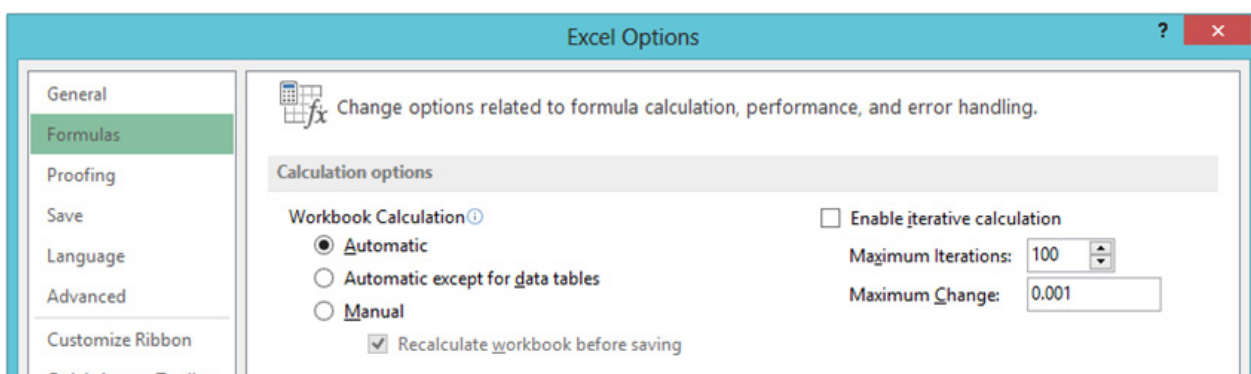 Excel Options
?
General
Formulas
Proofing
Save
Language
Advanced
Customize Ribbon
Change options related to formula calculation, performance, and error handling.
Calculation options
Workbook Calculation
Automatic
Automatic except for data tables
Manual
Recalculate workbook before saving
Enable iterative calculation
Maximum Iterations: 100
Maximum Change: 0.001